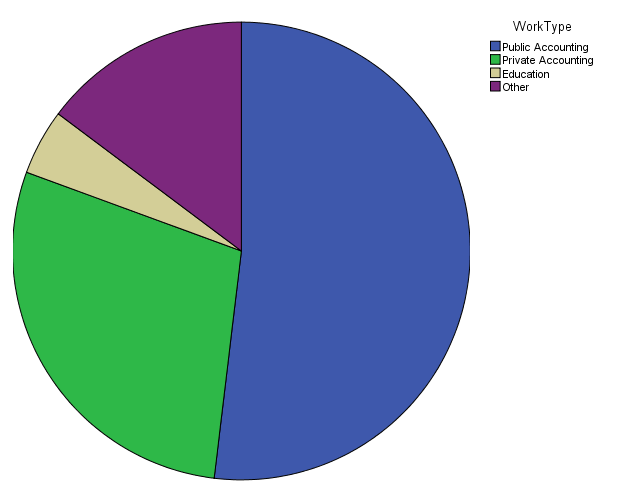 WorkType
Public Accounting
Private Accounting
Education
Other